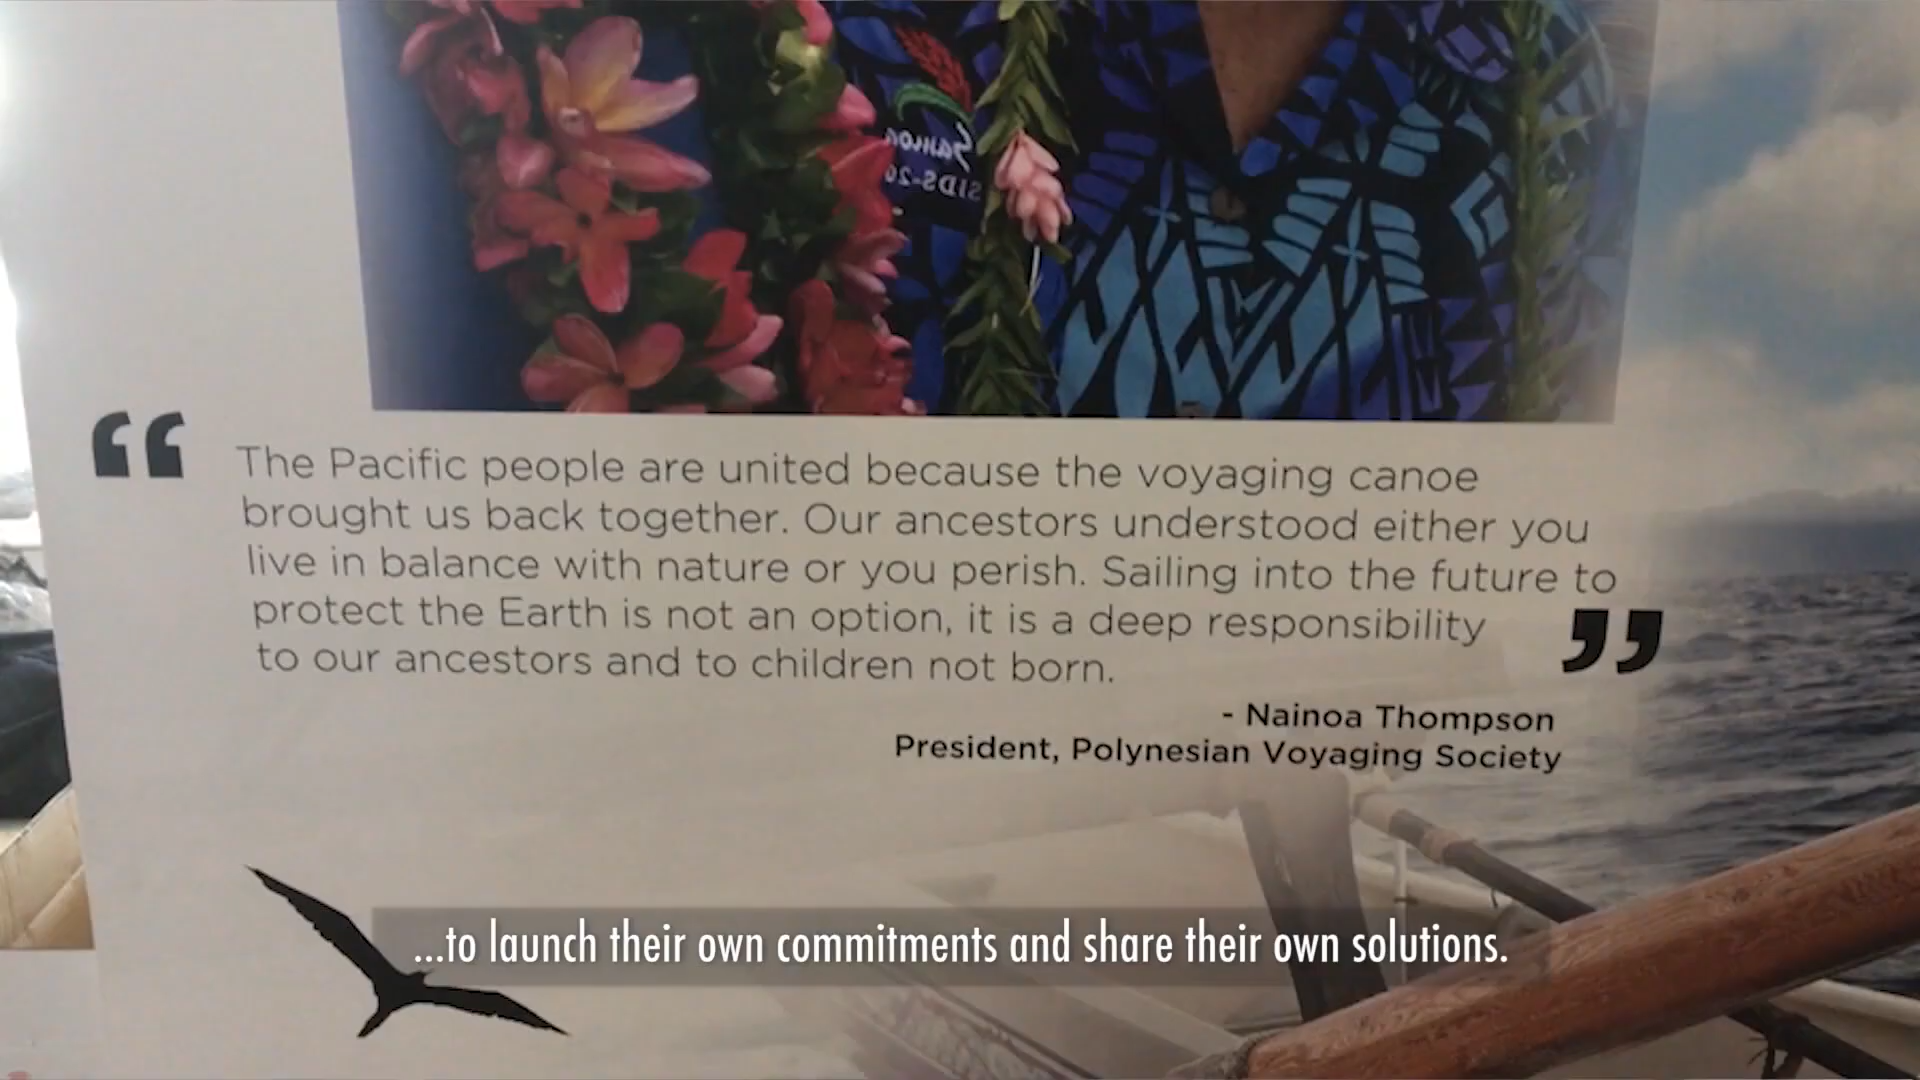 Samoa
SIDS-20
“
The Pacific people are united because the voyaging canoe
brought us back together. Our ancestors understood either you
live in balance with nature or you perish. Sailing into the future to
protect the Earth is not an option, it is a deep responsibility
to our ancestors and to children not born.
”
- Nainoa Thompson
President, Polynesian Voyaging Society
...to launch their own commitments and share their own solutions.